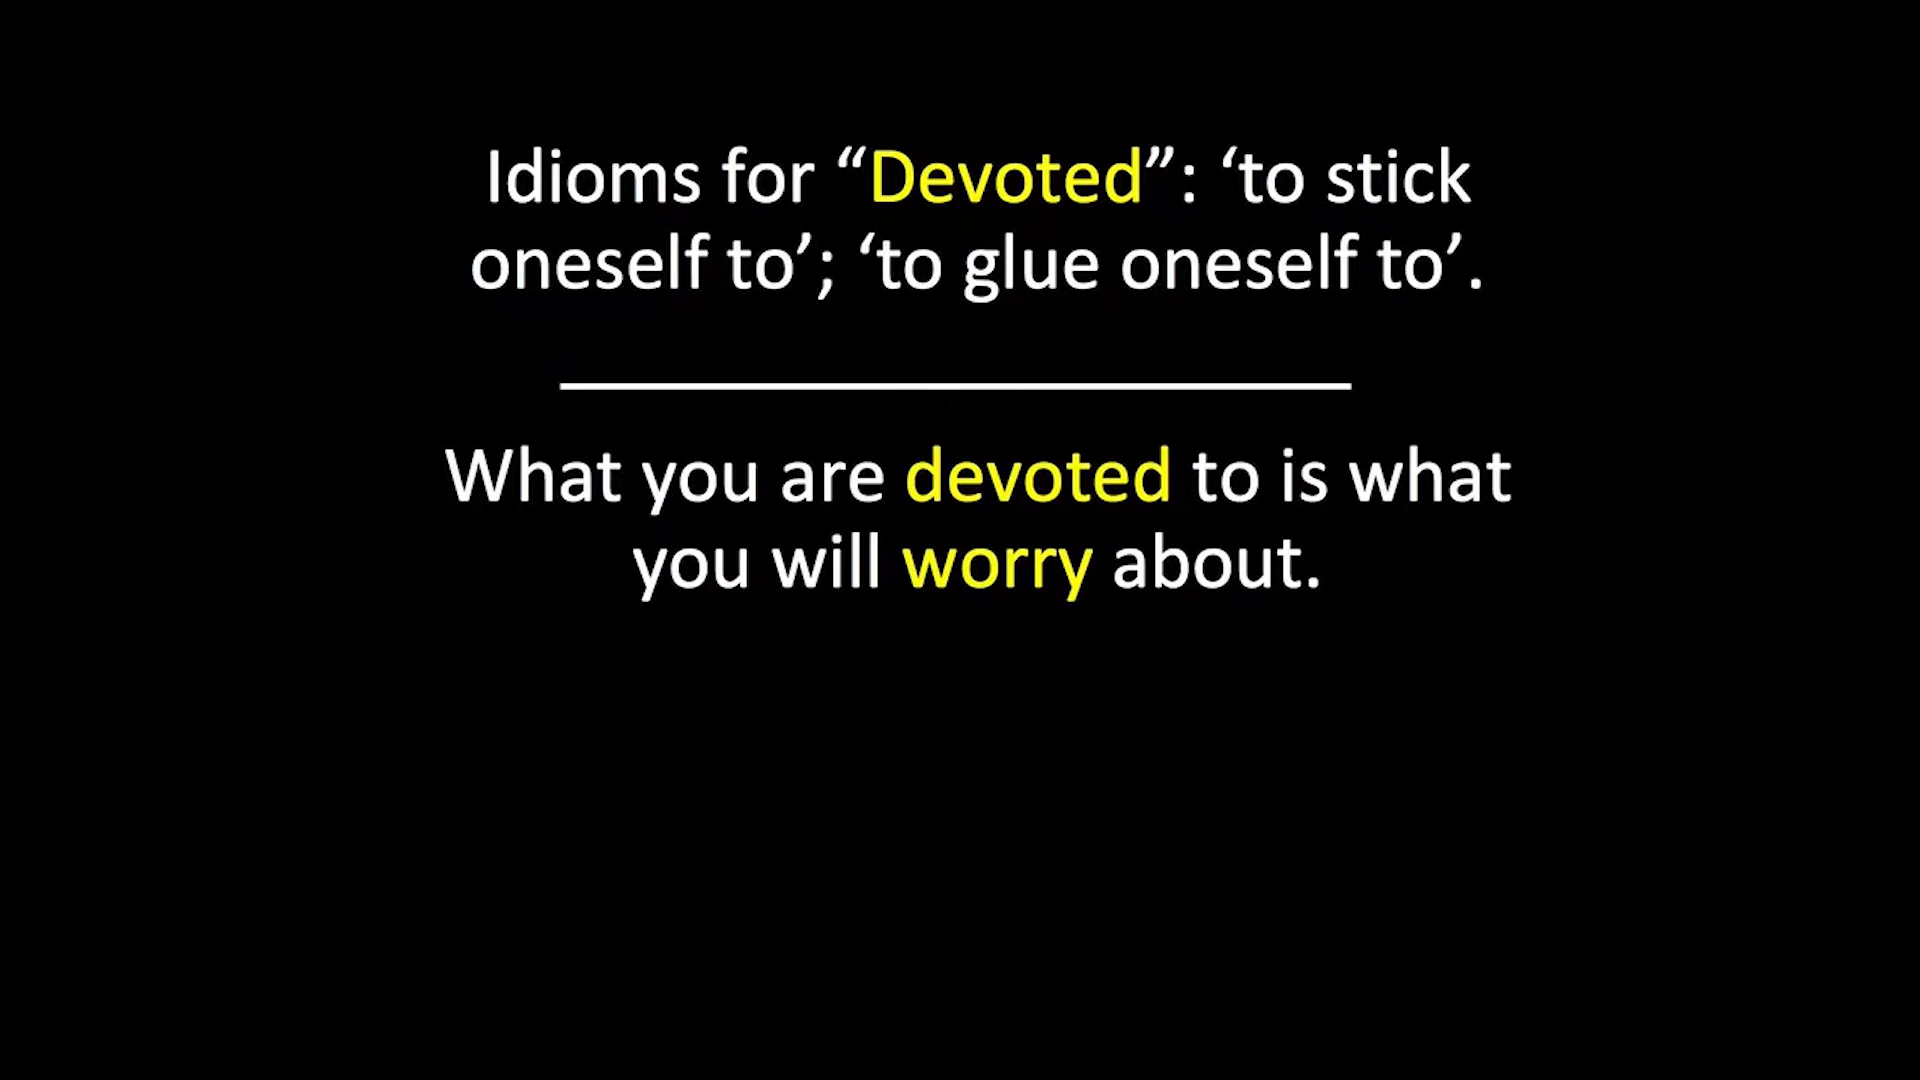 Idioms for “Devoted”: ‘to stick
oneself to’; ‘to glue oneself to’.
What you are devoted to is what
you will worry about.